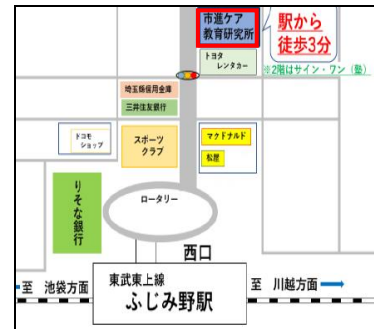 市進ケア
教育研究所
駅から
徒歩3分
※2階はサイン・ワン（塾）
トヨタ
レンタカー
埼玉縣信用金庫
三井住友銀行
ドコモ
ショップ
スポーツ
クラブ
マクドナルド
松屋
りそな銀行
ロータリー
西口
至 池袋方面
東武東上線
ふじみ野駅
至 川越方面